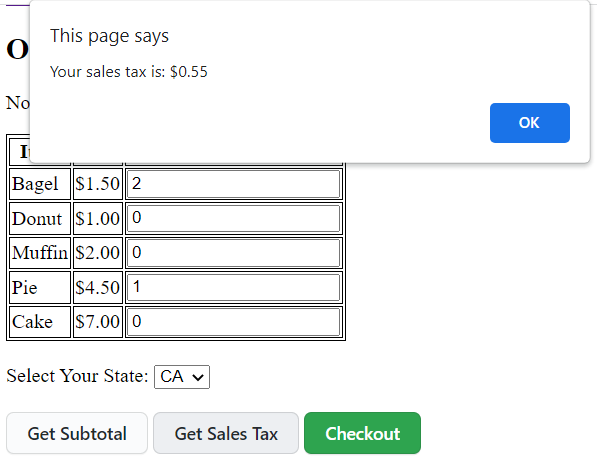 This page says
Your sales tax is: $0.55
OK
No
Bagel $1.50 2
Donut $1.00 0
Muffin $2.00 0
Pie $4.50 1
Cake $7.00 0
Select Your State: CA
Get Subtotal Get Sales Tax Checkout